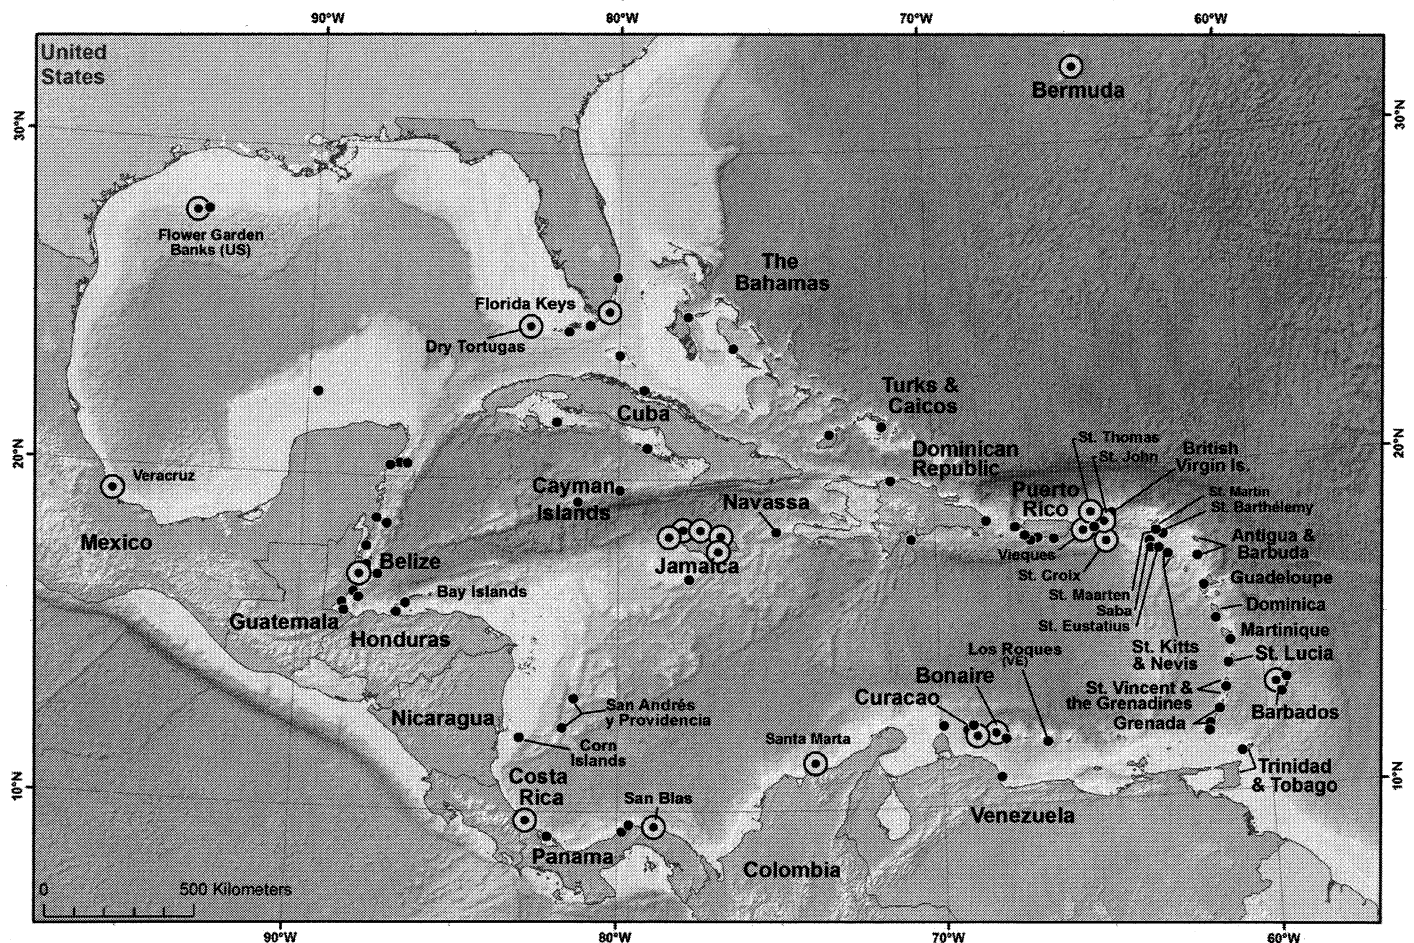 90°W
80°W
70°W
60°W
United
States
Bermuda
30°N
30°N
Flower Garden
Banks (US)
The
Bahamas
Florida Keys
Dry Tortugas
Turks &
Caicos
Cuba
20°N
20°N
St. Thomas
St. John
British
Virgin Is.
Dominican
Republic
Veracruz
Cayman
Islands
Navassa
Puerto
Rico
St. Martin
St. Barthélemy
Mexico
Antigua &
Barbuda
Vieques
Belize
Jamaica
St. Croix
Guadeloupe
Bay Islands
St. Maarten
Saba
Dominica
Guatemala
St. Eustatius
Martinique
Honduras
St. Kitts
& Nevis
Los Roques
(VE)
St. Lucia
Bonaire
Curacao
St. Vincent &
the Grenadines
San Andrés
y Providencia
Nicaragua
Barbados
Grenada
Santa Marta
Corn
Islands
Trinidad
& Tobago
Costa
Rica
10°N
10°N
San Blas
Venezuela
Panama
Colombia
0
500 Kilometers
90°W
80°W
70°W
60°W